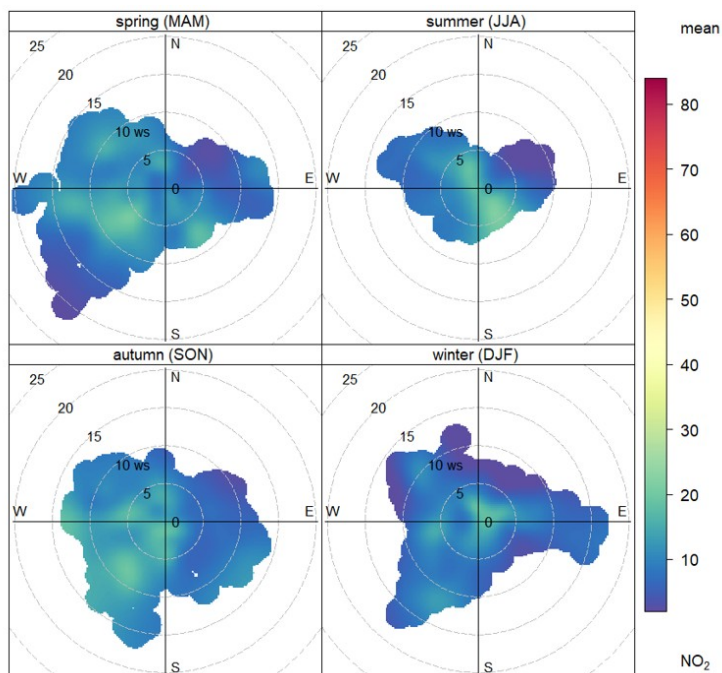 spring (MAM)
25
20
15
10 ws
5
0
N
W
E
S
summer (JJA)
25
20
15
10 ws
5
0
N
W
E
S
autumn (SON)
25
20
15
10 ws
5
0
N
W
E
S
winter (DJF)
25
20
15
10 ws
5
0
N
W
E
S
mean
80
70
60
50
40
30
20
10
NO₂